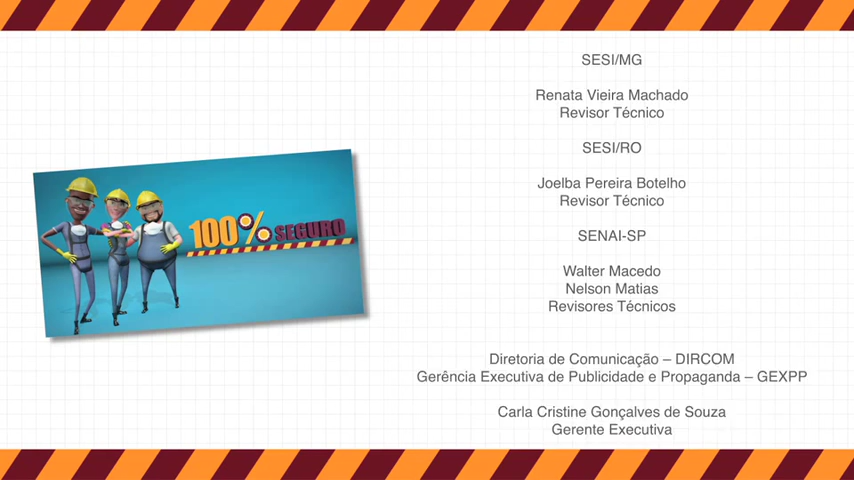 100% SEGURO
SESI/MG
Renata Vieira Machado
Revisor Técnico
SESI/RO
Joelba Pereira Botelho
Revisor Técnico
SENAI-SP
Walter Macedo
Nelson Matias
Revisores Técnicos
Diretoria de Comunicação – DIRCOM
Gerência Executiva de Publicidade e Propaganda – GEXPP
Carla Cristine Gonçalves de Souza
Gerente Executiva